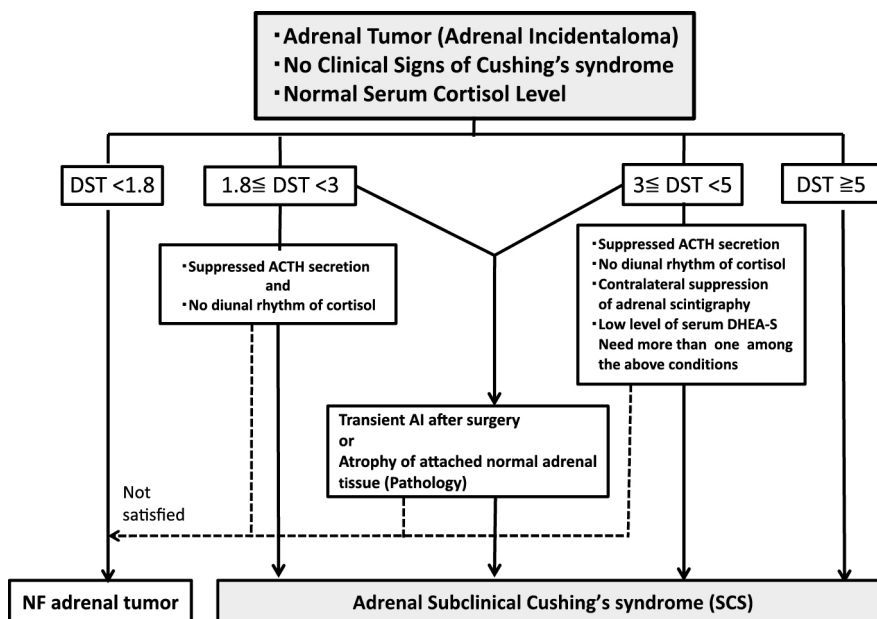 ・Adrenal Tumor (Adrenal Incidentaloma)
・No Clinical Signs of Cushing's syndrome
・Normal Serum Cortisol Level
DST <1.8
1.8≦ DST <3
3≦ DST <5
DST ≧5
・Suppressed ACTH secretion
and
・No diunal rhythm of cortisol
・Suppressed ACTH secretion
・No diunal rhythm of cortisol
・Contralateral suppression
of adrenal scintigraphy
・Low level of serum DHEA-S
Need more than one among
the above conditions
Transient AI after surgery
or
Atrophy of attached normal adrenal
tissue (Pathology)
Not
satisfied
NF adrenal tumor
Adrenal Subclinical Cushing's syndrome (SCS)